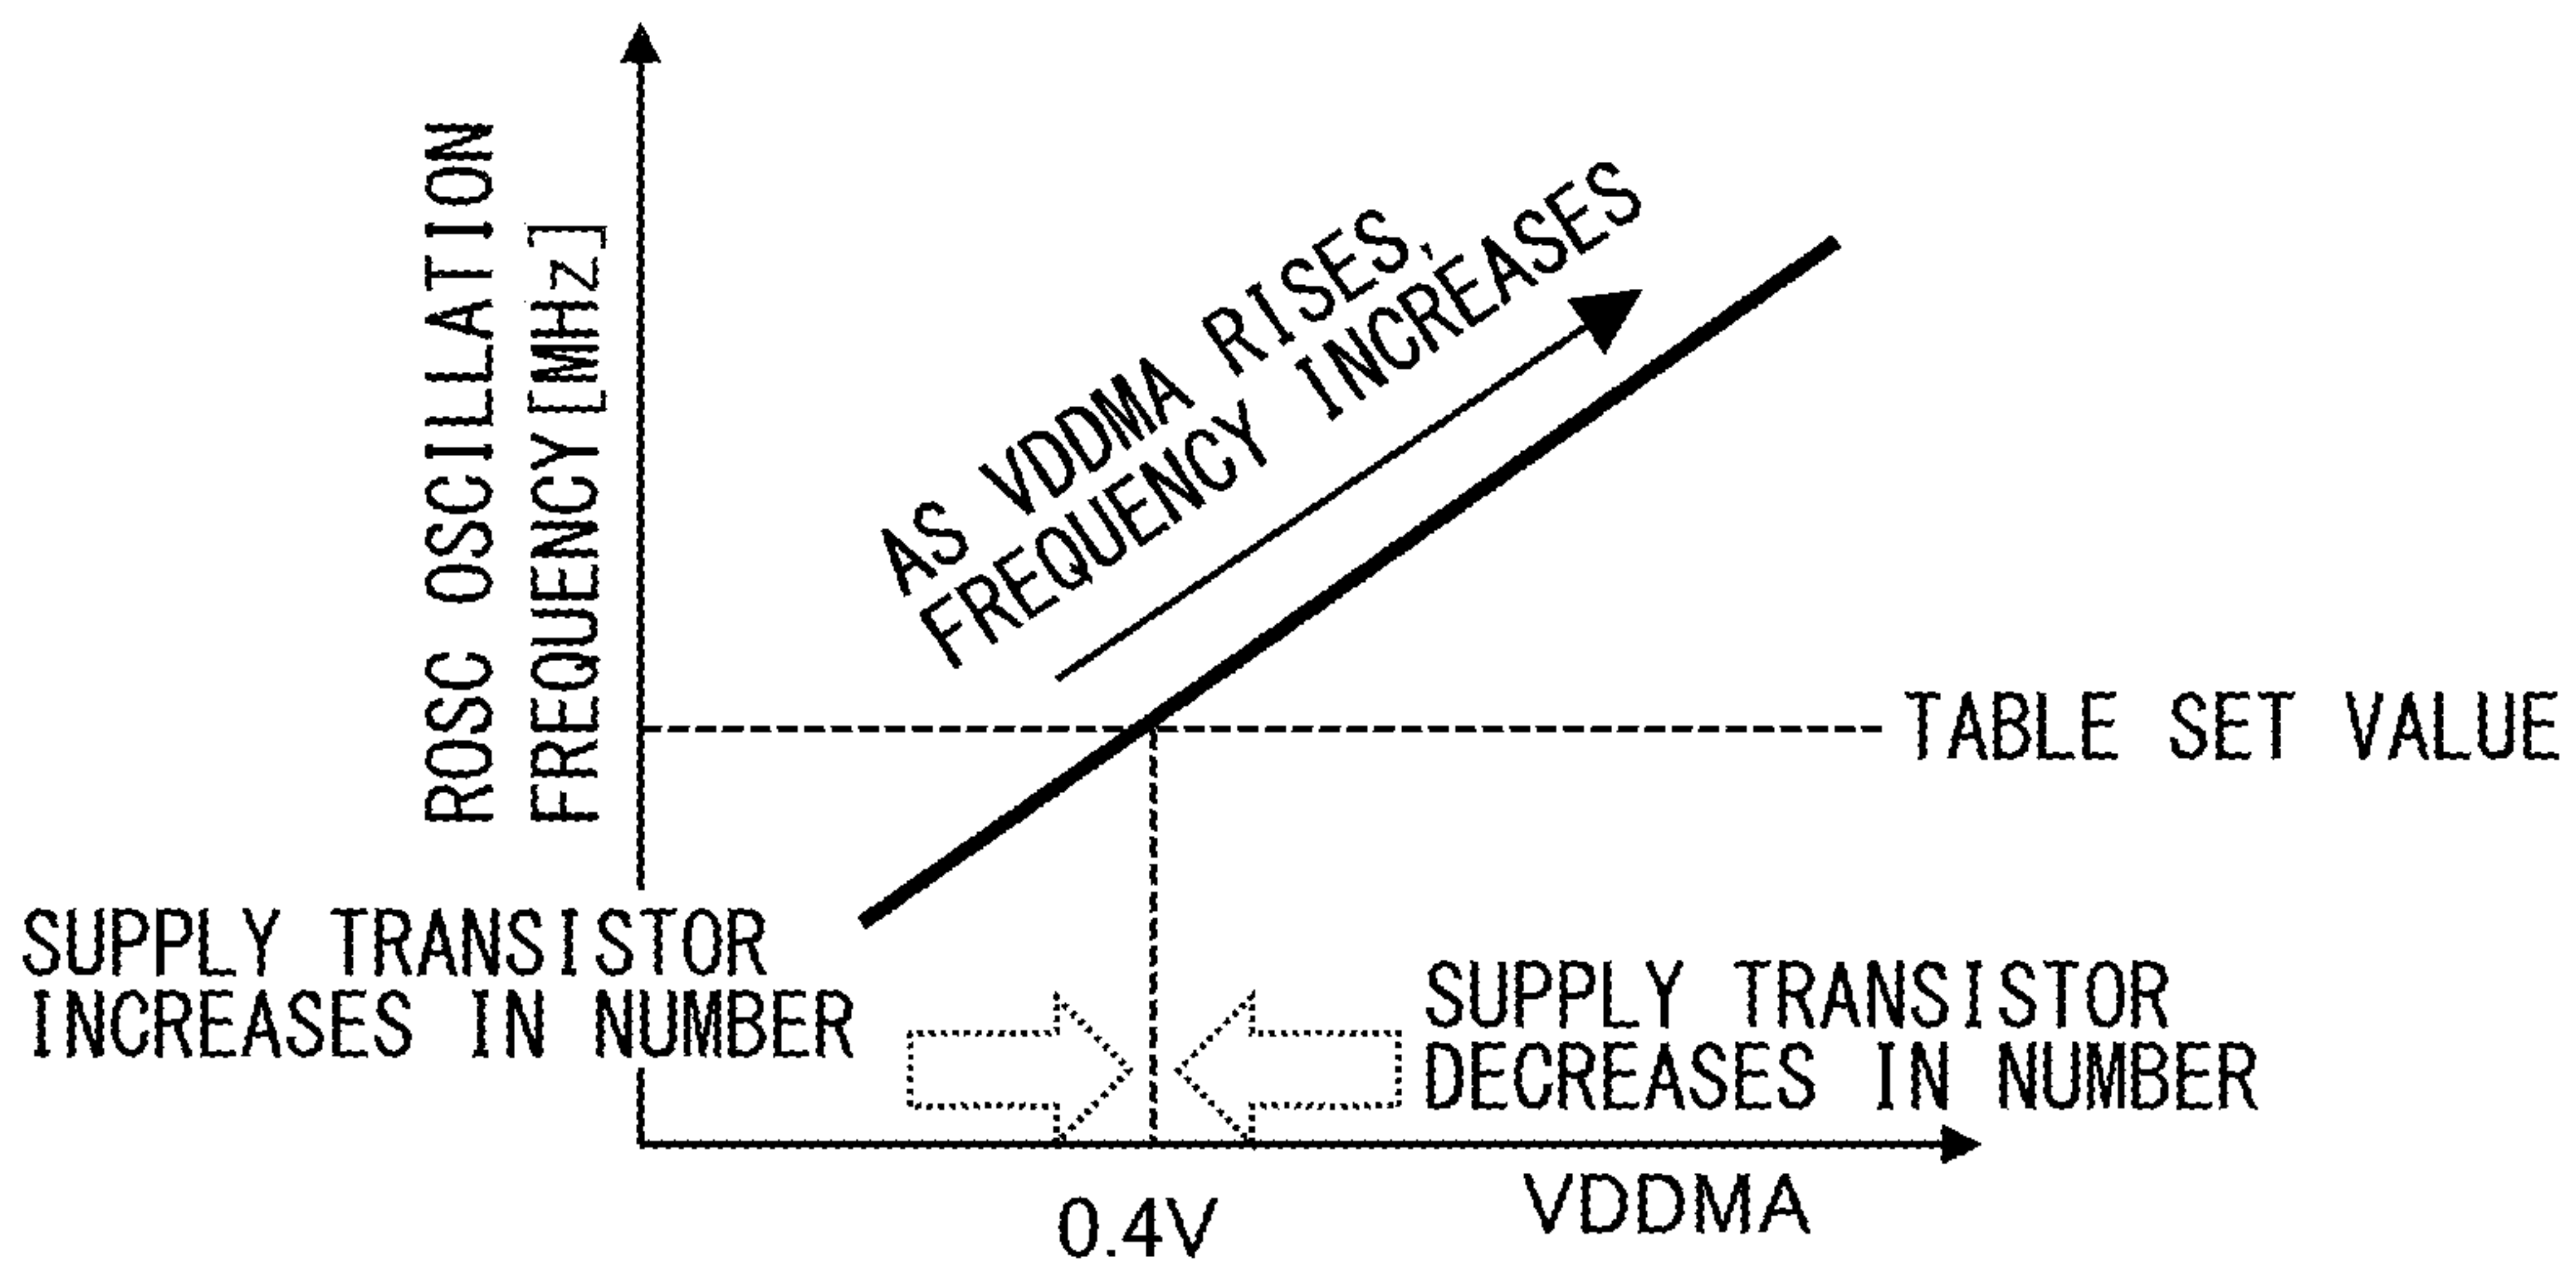 ROSC OSCILLATION
FREQUENCY[MHz]
AS VDDMA RISES,
FREQUENCY INCREASES
TABLE SET VALUE
SUPPLY TRANSISTOR
INCREASES IN NUMBER
SUPPLY TRANSISTOR
DECREASES IN NUMBER
0.4V
VDDMA